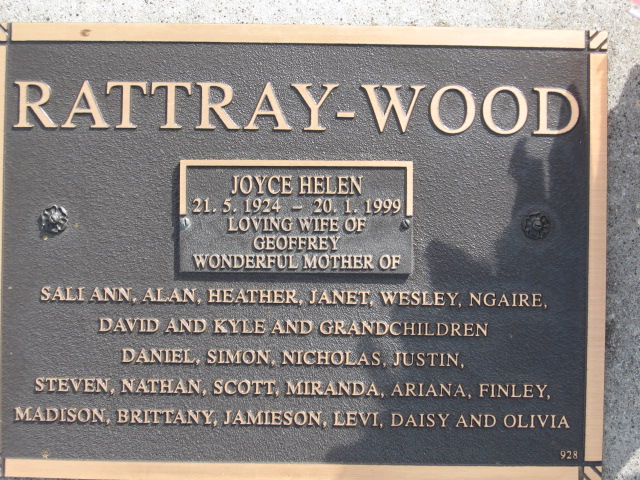 RATTRAY-WOOD
JOYCE HELEN
21. 5. 1924 – 20. 1. 1999
LOVING WIFE OF
GEOFFREY
WONDERFUL MOTHER OF
SALI ANN, ALAN, HEATHER, JANET, WESLEY, NGAIRE,
DAVID AND KYLE AND GRANDCHILDREN
DANIEL, SIMON, NICHOLAS, JUSTIN,
STEVEN, NATHAN, SCOTT, MIRANDA, ARIANA, FINLEY,
MADISON, BRITTANY, JAMIESON, LEVI, DAISY AND OLIVIA
928